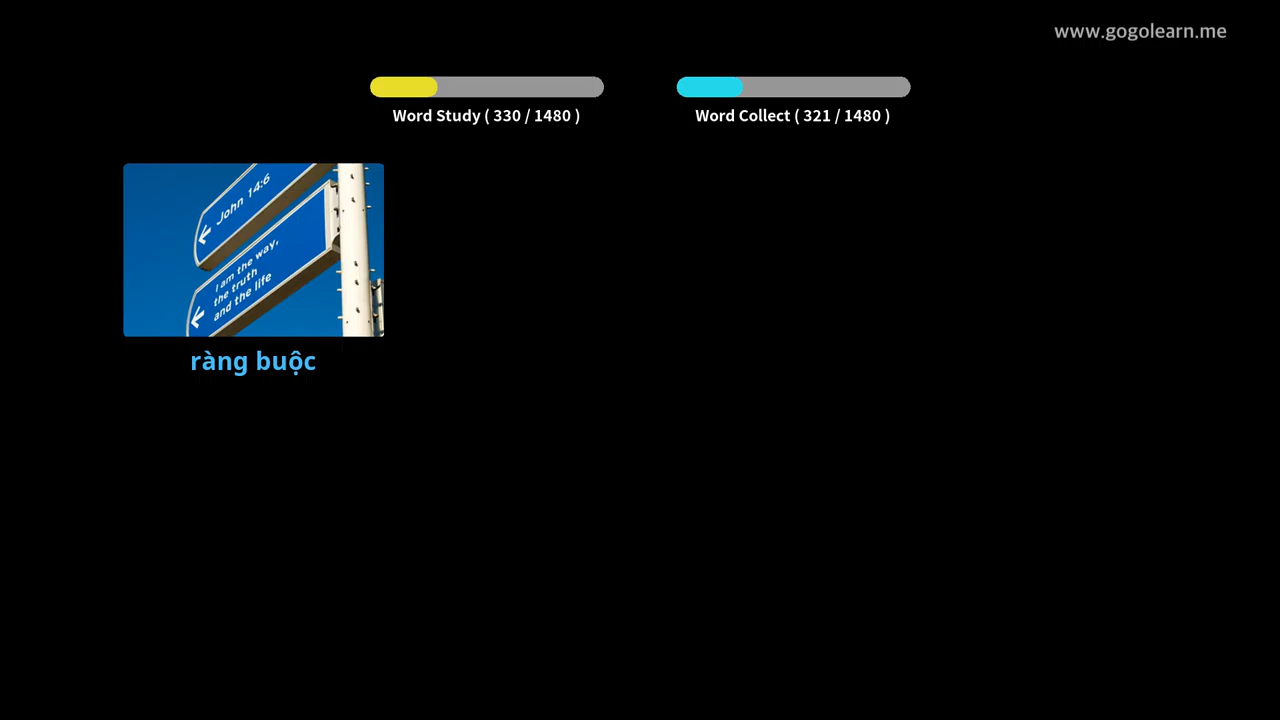 www.gogolearn.me
Word Study ( 330 / 1480 )
Word Collect ( 321 / 1480 )
John 14:6
I am the way,
the truth
and the life
ràng buộc